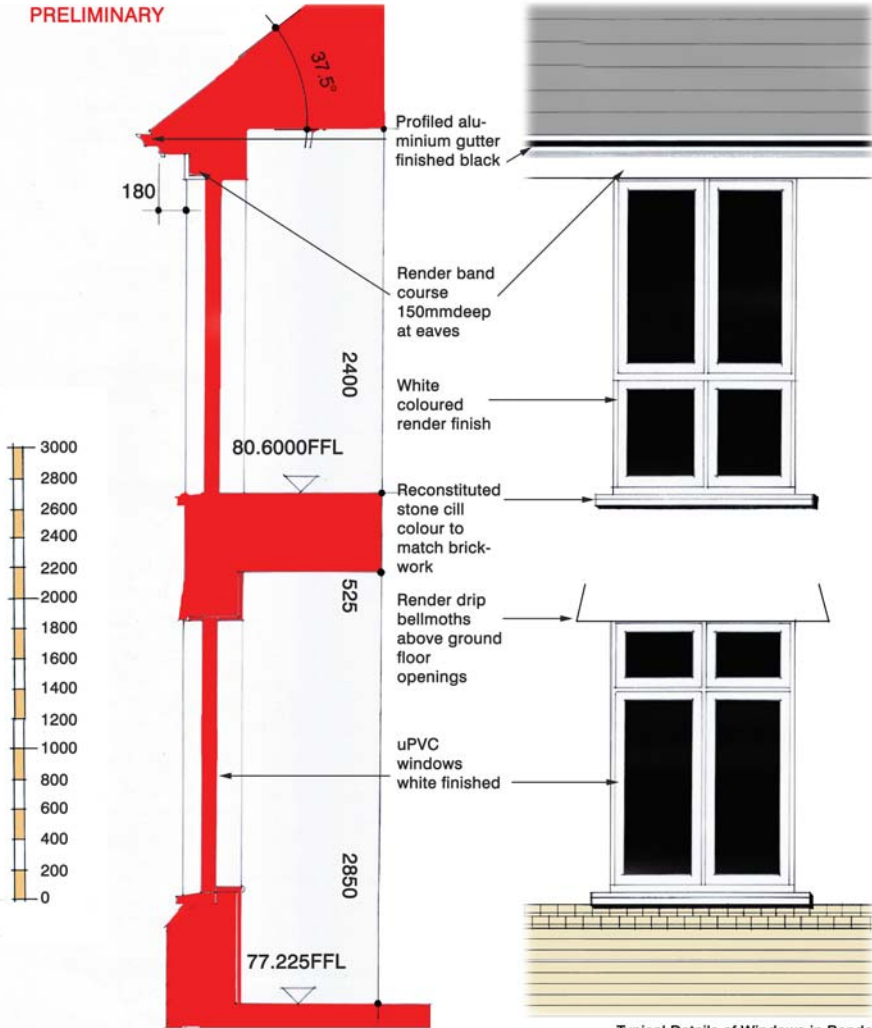 PRELIMINARY
37.5°
Profiled alu-
minium gutter
finished black
180
Render band
course
150mmdeep
at eaves
2400
White
coloured
render finish
80.6000FFL
3000
2800
2600
2400
2200
2000
1800
1600
1400
1200
1000
800
600
400
200
0
Reconstituted
stone cill
colour to
match brick-
work
525
Render drip
bellmoths
above ground
floor
openings
uPVC
windows
white finished
2850
77.225FFL